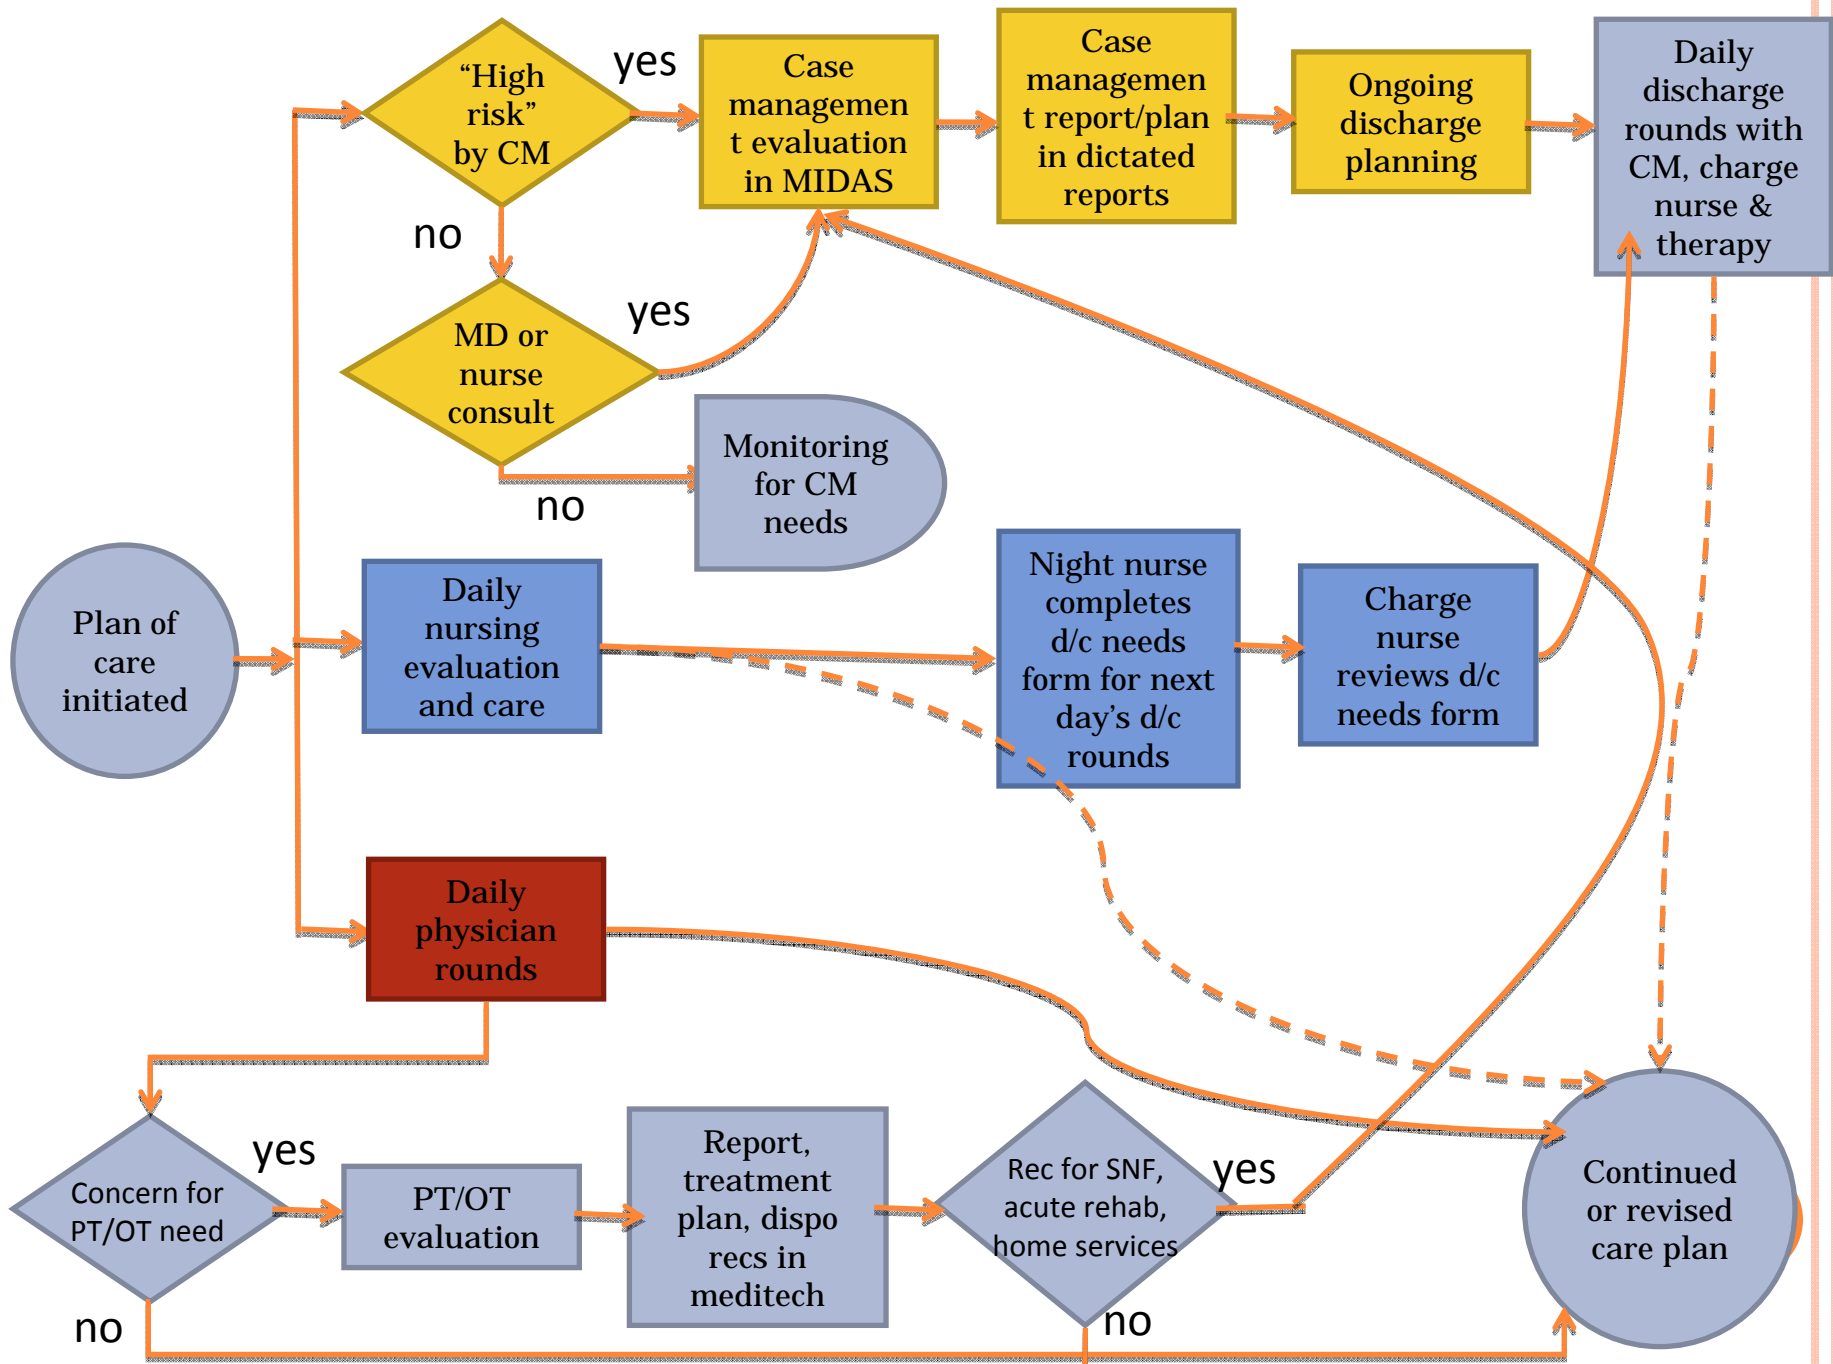 “High
risk”
by CM
yes
Case
managemen
t evaluation
in MIDAS
Case
managemen
t report/plan
in dictated
reports
Ongoing
discharge
planning
Daily
discharge
rounds with
CM, charge
nurse &
therapy
no
MD or
nurse
consult
yes
no
Monitoring
for CM
needs
Plan of
care
initiated
Daily
nursing
evaluation
and care
Night nurse
completes
d/c needs
form for next
day’s d/c
rounds
Charge
nurse
reviews d/c
needs form
Daily
physician
rounds
Concern for
PT/OT need
yes
no
PT/OT
evaluation
Report,
treatment
plan, dispo
recs in
meditech
Rec for SNF,
acute rehab,
home services
yes
no
Continued
or revised
care plan